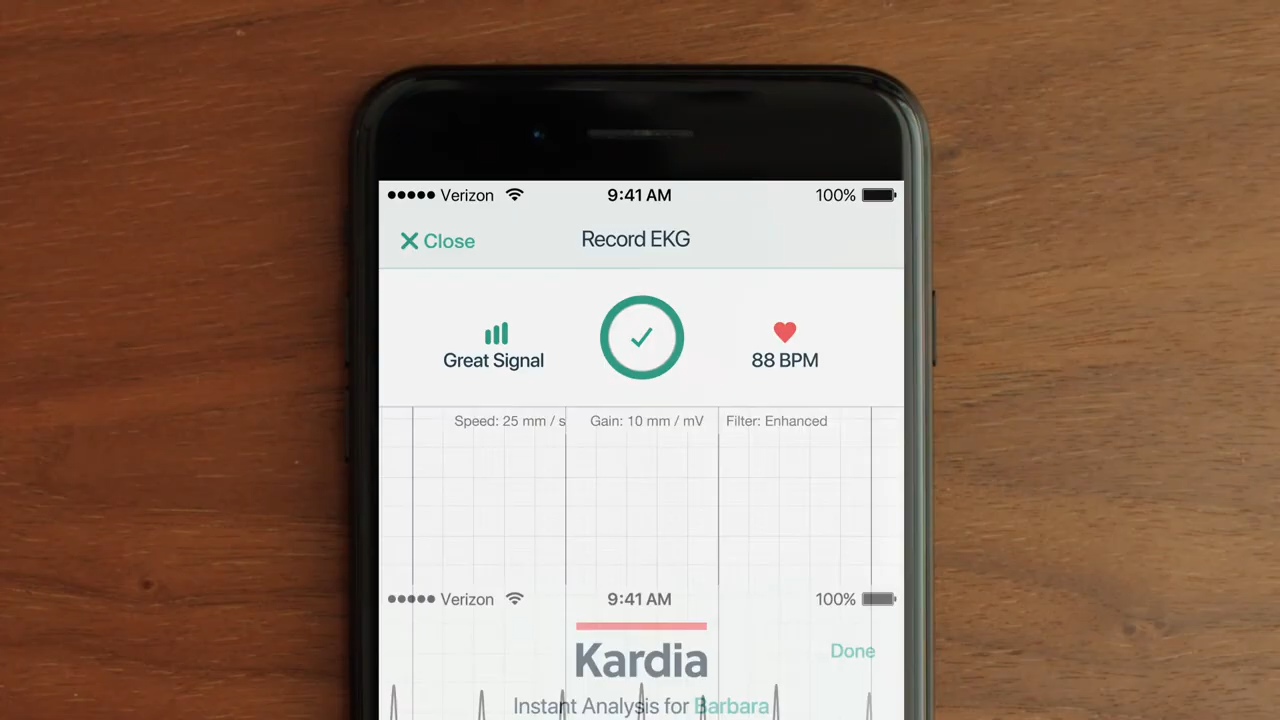 Verizon 9:41 AM 100%
Close Record EKG
Great Signal 88 BPM
Speed: 25 mm / s Gain: 10 mm / mV Filter: Enhanced
Verizon 9:41 AM 100%
Kardia
Done
Instant Analysis for Barbara